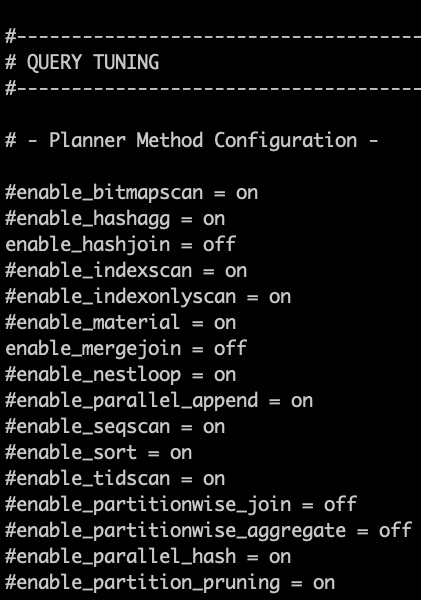 #-------------------------------------
# QUERY TUNING
#-------------------------------------
# - Planner Method Configuration -
#enable_bitmapscan = on
#enable_hashagg = on
enable_hashjoin = off
#enable_indexscan = on
#enable_indexonlyscan = on
#enable_material = on
enable_mergejoin = off
#enable_nestloop = on
#enable_parallel_append = on
#enable_seqscan = on
#enable_sort = on
#enable_tidscan = on
#enable_partitionwise_join = off
#enable_partitionwise_aggregate = off
#enable_parallel_hash = on
#enable_partition_pruning = on